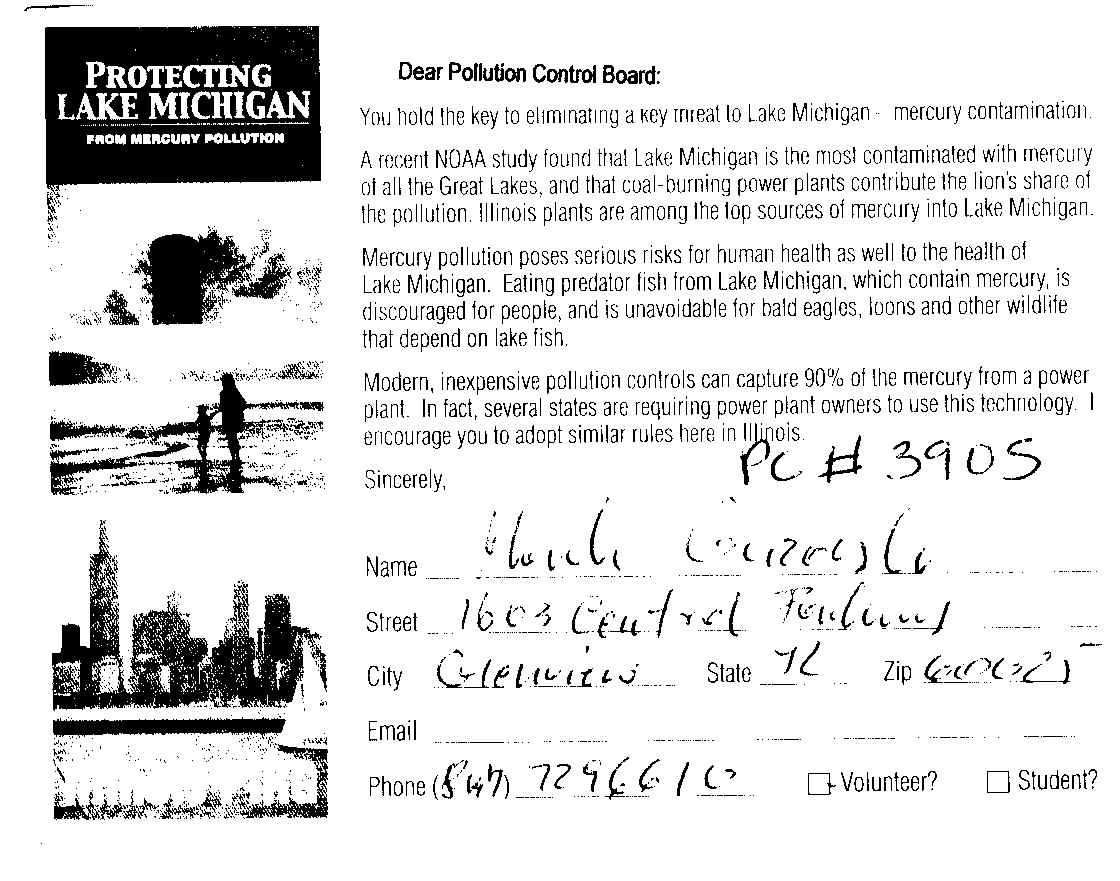 PROTECTING
LAKE MICHIGAN
FROM MERCURY POLLUTION
Dear Pollution Control Board:
You hold the key to eliminating a key threat to Lake Michigan - mercury contamination.
A recent NOAA study found that Lake Michigan is the most contaminated with mercury
of all the Great Lakes, and that coal-burning power plants contribute the lion's share of
the pollution. Illinois plants are among the top sources of mercury into Lake Michigan.
Mercury pollution poses serious risks for human health as well to the health of
Lake Michigan. Eating predator fish from Lake Michigan, which contain mercury, is
discouraged for people, and is unavoidable for bald eagles, loons and other wildlife
that depend on lake fish.
Modern, inexpensive pollution controls can capture 90% of the mercury from a power
plant. In fact, several states are requiring power plant owners to use this technology. I
encourage you to adopt similar rules here in Illinois.
PC # 3905
Sincerely,
Name
Street 1603 Central
City Glenview State IL Zip 60025
Email
Phone (847) 7296610 Volunteer? Student?